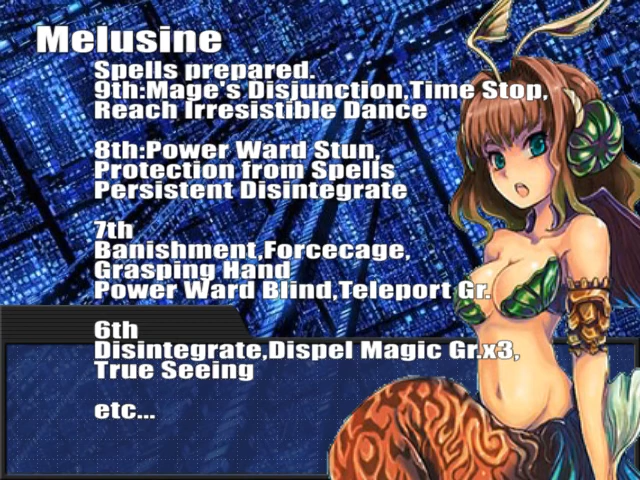 Melusine
Spells prepared.
9th:Mage's Disjunction,Time Stop,
Reach Irresistible Dance
8th:Power Ward Stun,
Protection from Spells
Persistent Disintegrate
7th
Banishment,Forcecage,
Grasping Hand
Power Ward Blind,Teleport Gr.
6th
Disintegrate,Dispel Magic Gr.x3,
True Seeing
etc...